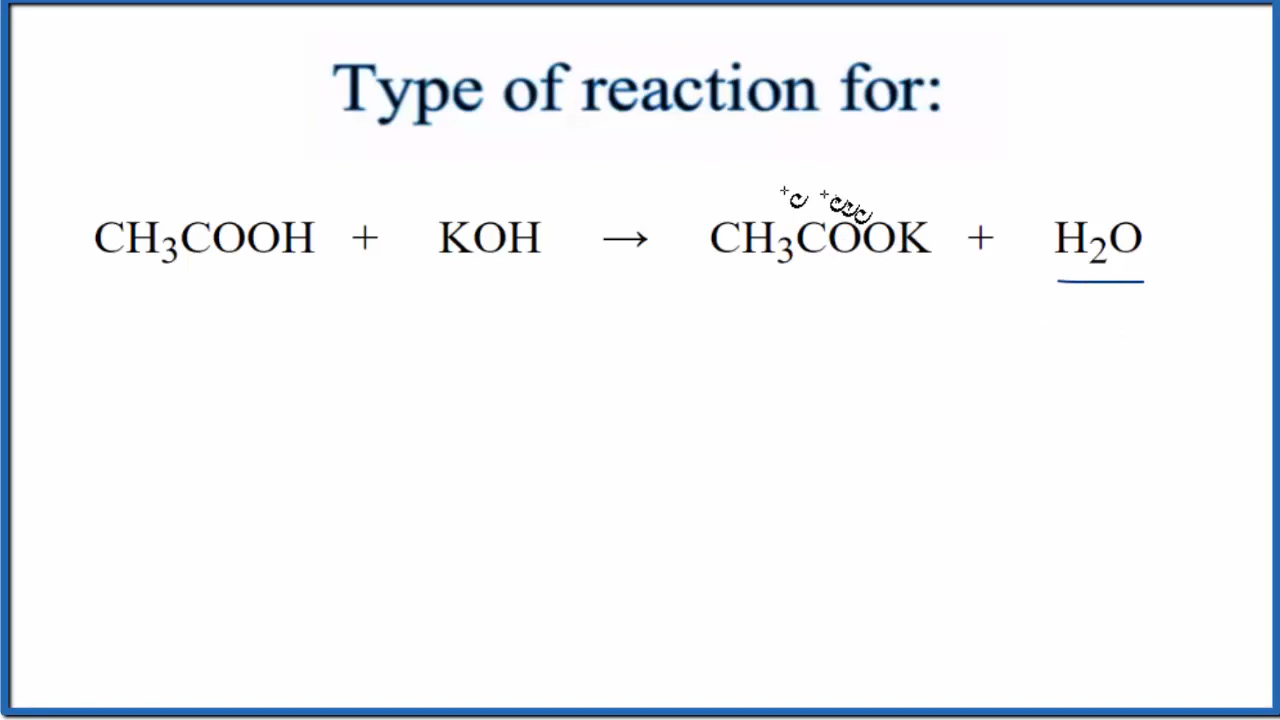 Type of reaction for:
CH₃COOH + KOH → CH₃COOK + H₂O